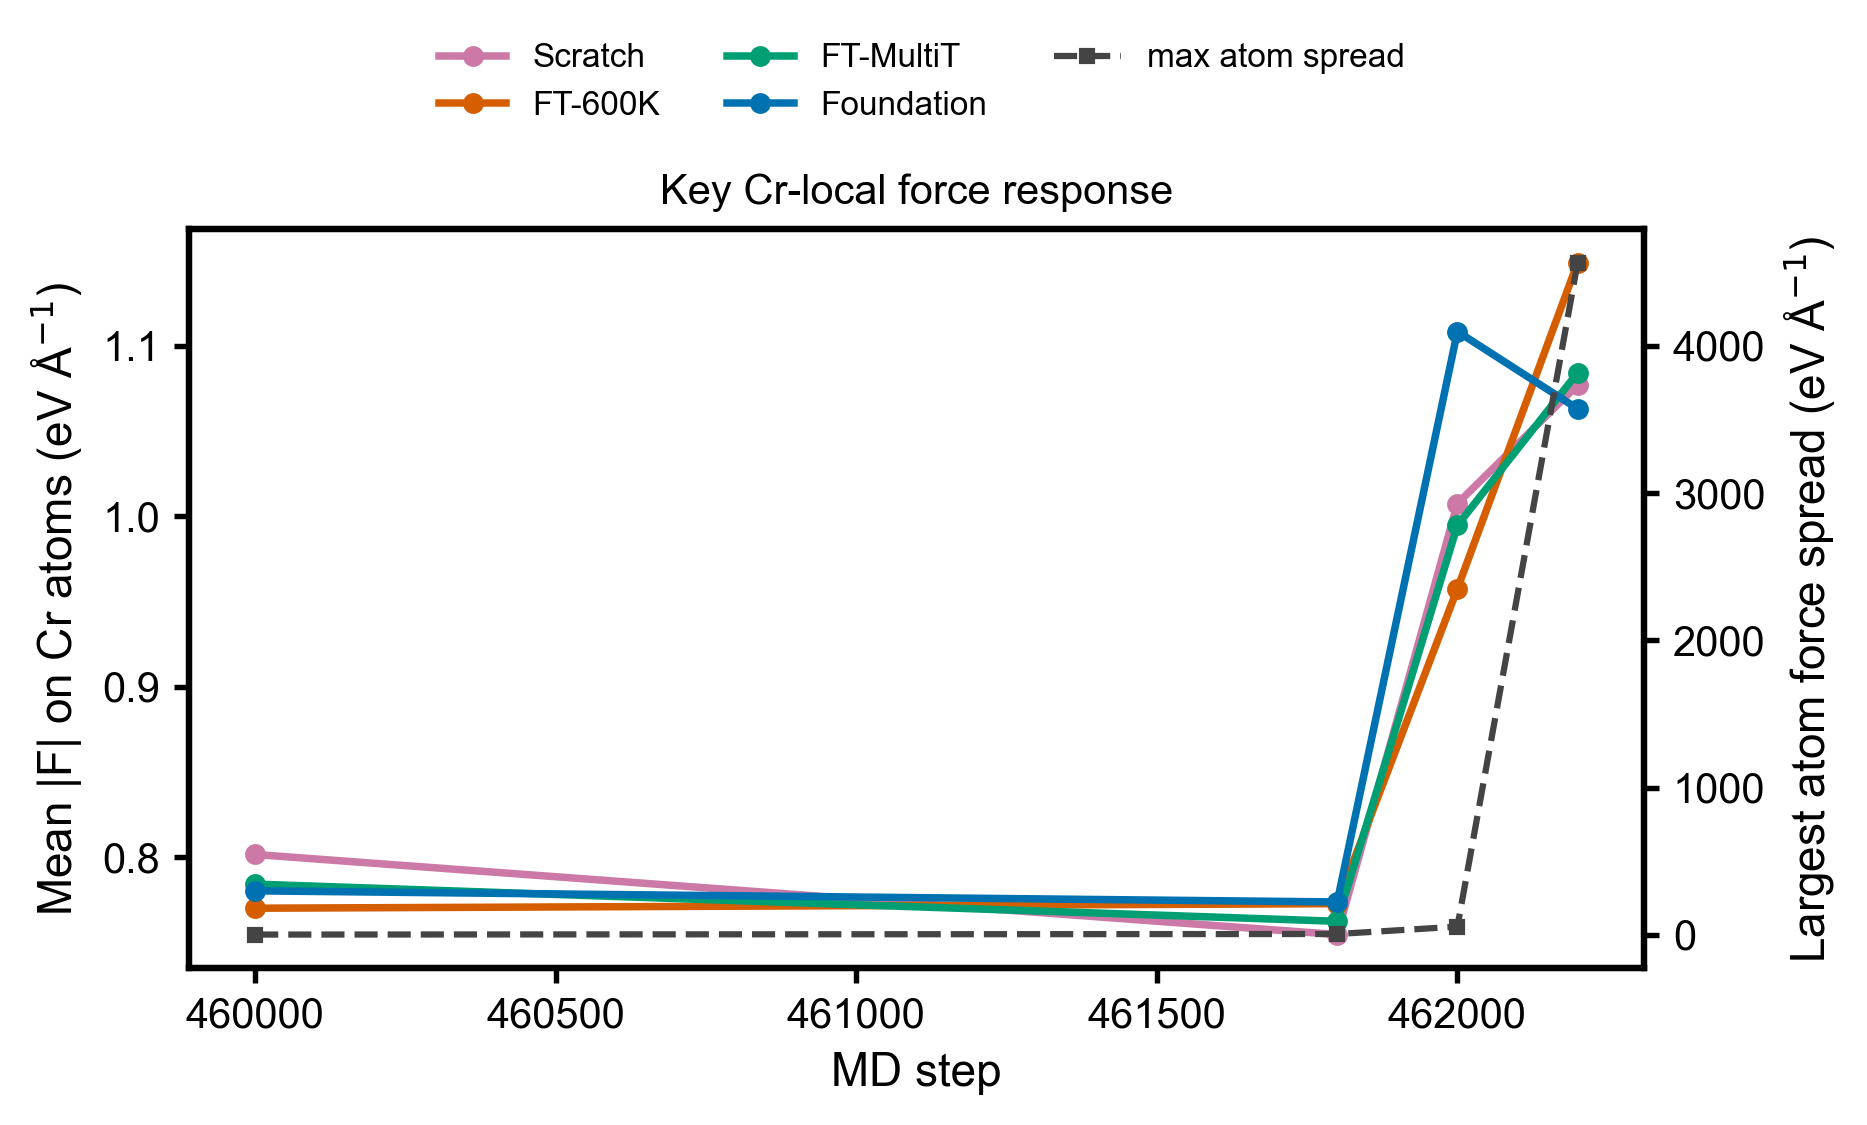 Scratch
FT-600K
FT-MultiT
Foundation
max atom spread
Key Cr-local force response
Mean |F| on Cr atoms (eV Å⁻¹)
1.1
1.0
0.9
0.8
Largest atom force spread (eV Å⁻¹)
4000
3000
2000
1000
0
460000 460500 461000 461500 462000
MD step